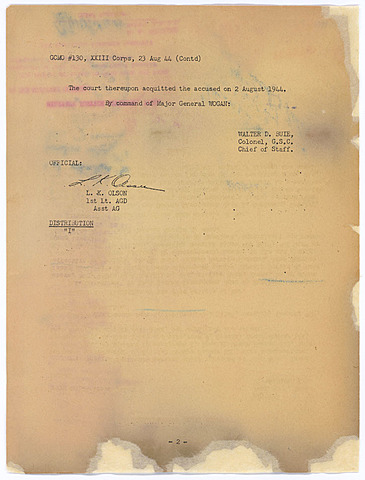 GCMO #130, XXIII Corps, 23 Aug 44 (Contd)
The court thereupon acquitted the accused on 2 August 1944.
By command of Major General WOGAN:
WALTER D. BUIE,
Colonel, G.S.C.
Chief of Staff.
OFFICIAL:
L. K. Olson
L. K. OLSON
1st Lt. AGD
Asst AG
DISTRIBUTION
"I"
- 2 -